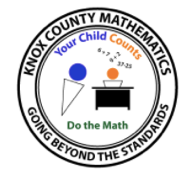 KNOX COUNTY MATHEMATICS
Your Child Counts
Do the Math
GOING BEYOND THE STANDARDS